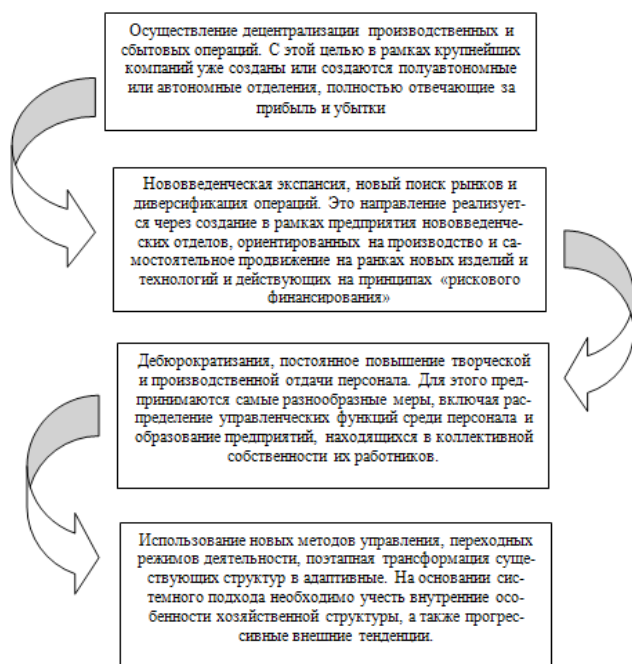 Осуществление децентрализации производственных и
сбытовых операций. С этой целью в рамках крупнейших
компаний уже созданы или создаются полуавтономные
или автономные отделения, полностью отвечающие за
прибыль и убытки
Нововведенческая экспансия, новый поиск рынков и
диверсификация операций. Это направление реализует-
ся через создание в рамках предприятия нововведенче-
ских отделов, ориентированных на производство и са-
мостоятельное продвижение на ранках новых изделий и
технологий и действующих на принципах «рискового
финансирования»
Дебюрократизания, постоянное повышение творческой
и производственной отдачи персонала. Для этого пред-
принимаются самые разнообразные меры, включая рас-
пределение управленческих функций среди персонала и
образование предприятий, находящихся в коллективной
собственности их работников.
Использование новых методов управления, переходных
режимов деятельности, поэтапная трансформация суще-
ствующих структур в адаптивные. На основании сис-
темного подхода необходимо учесть внутренние осо-
бенности хозяйственной структуры, а также прогрес-
сивные внешние тенденции.